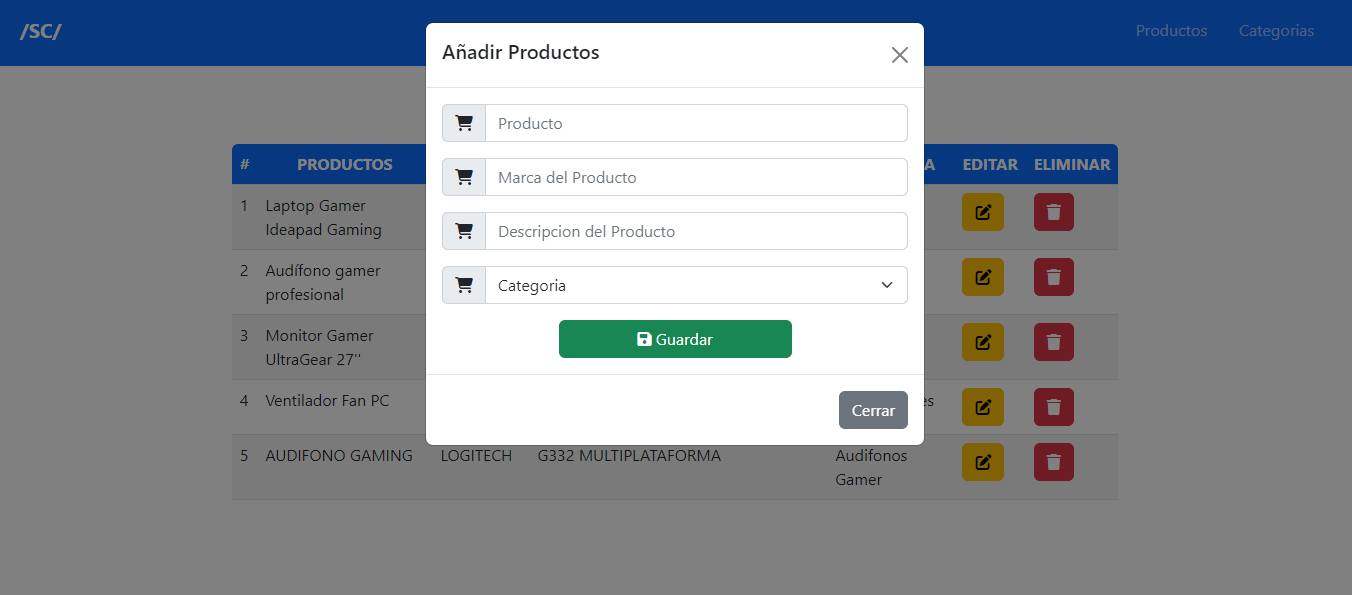 /SC/
Productos
Categorias
Añadir Productos
Producto
Marca del Producto
Descripcion del Producto
Categoria
Guardar
Cerrar
# PRODUCTOS A EDITAR ELIMINAR
1 Laptop Gamer
Ideapad Gaming
2 Audífono gamer
profesional
3 Monitor Gamer
UltraGear 27''
4 Ventilador Fan PC es
5 AUDIFONO GAMING LOGITECH G332 MULTIPLATAFORMA Audifonos
Gamer